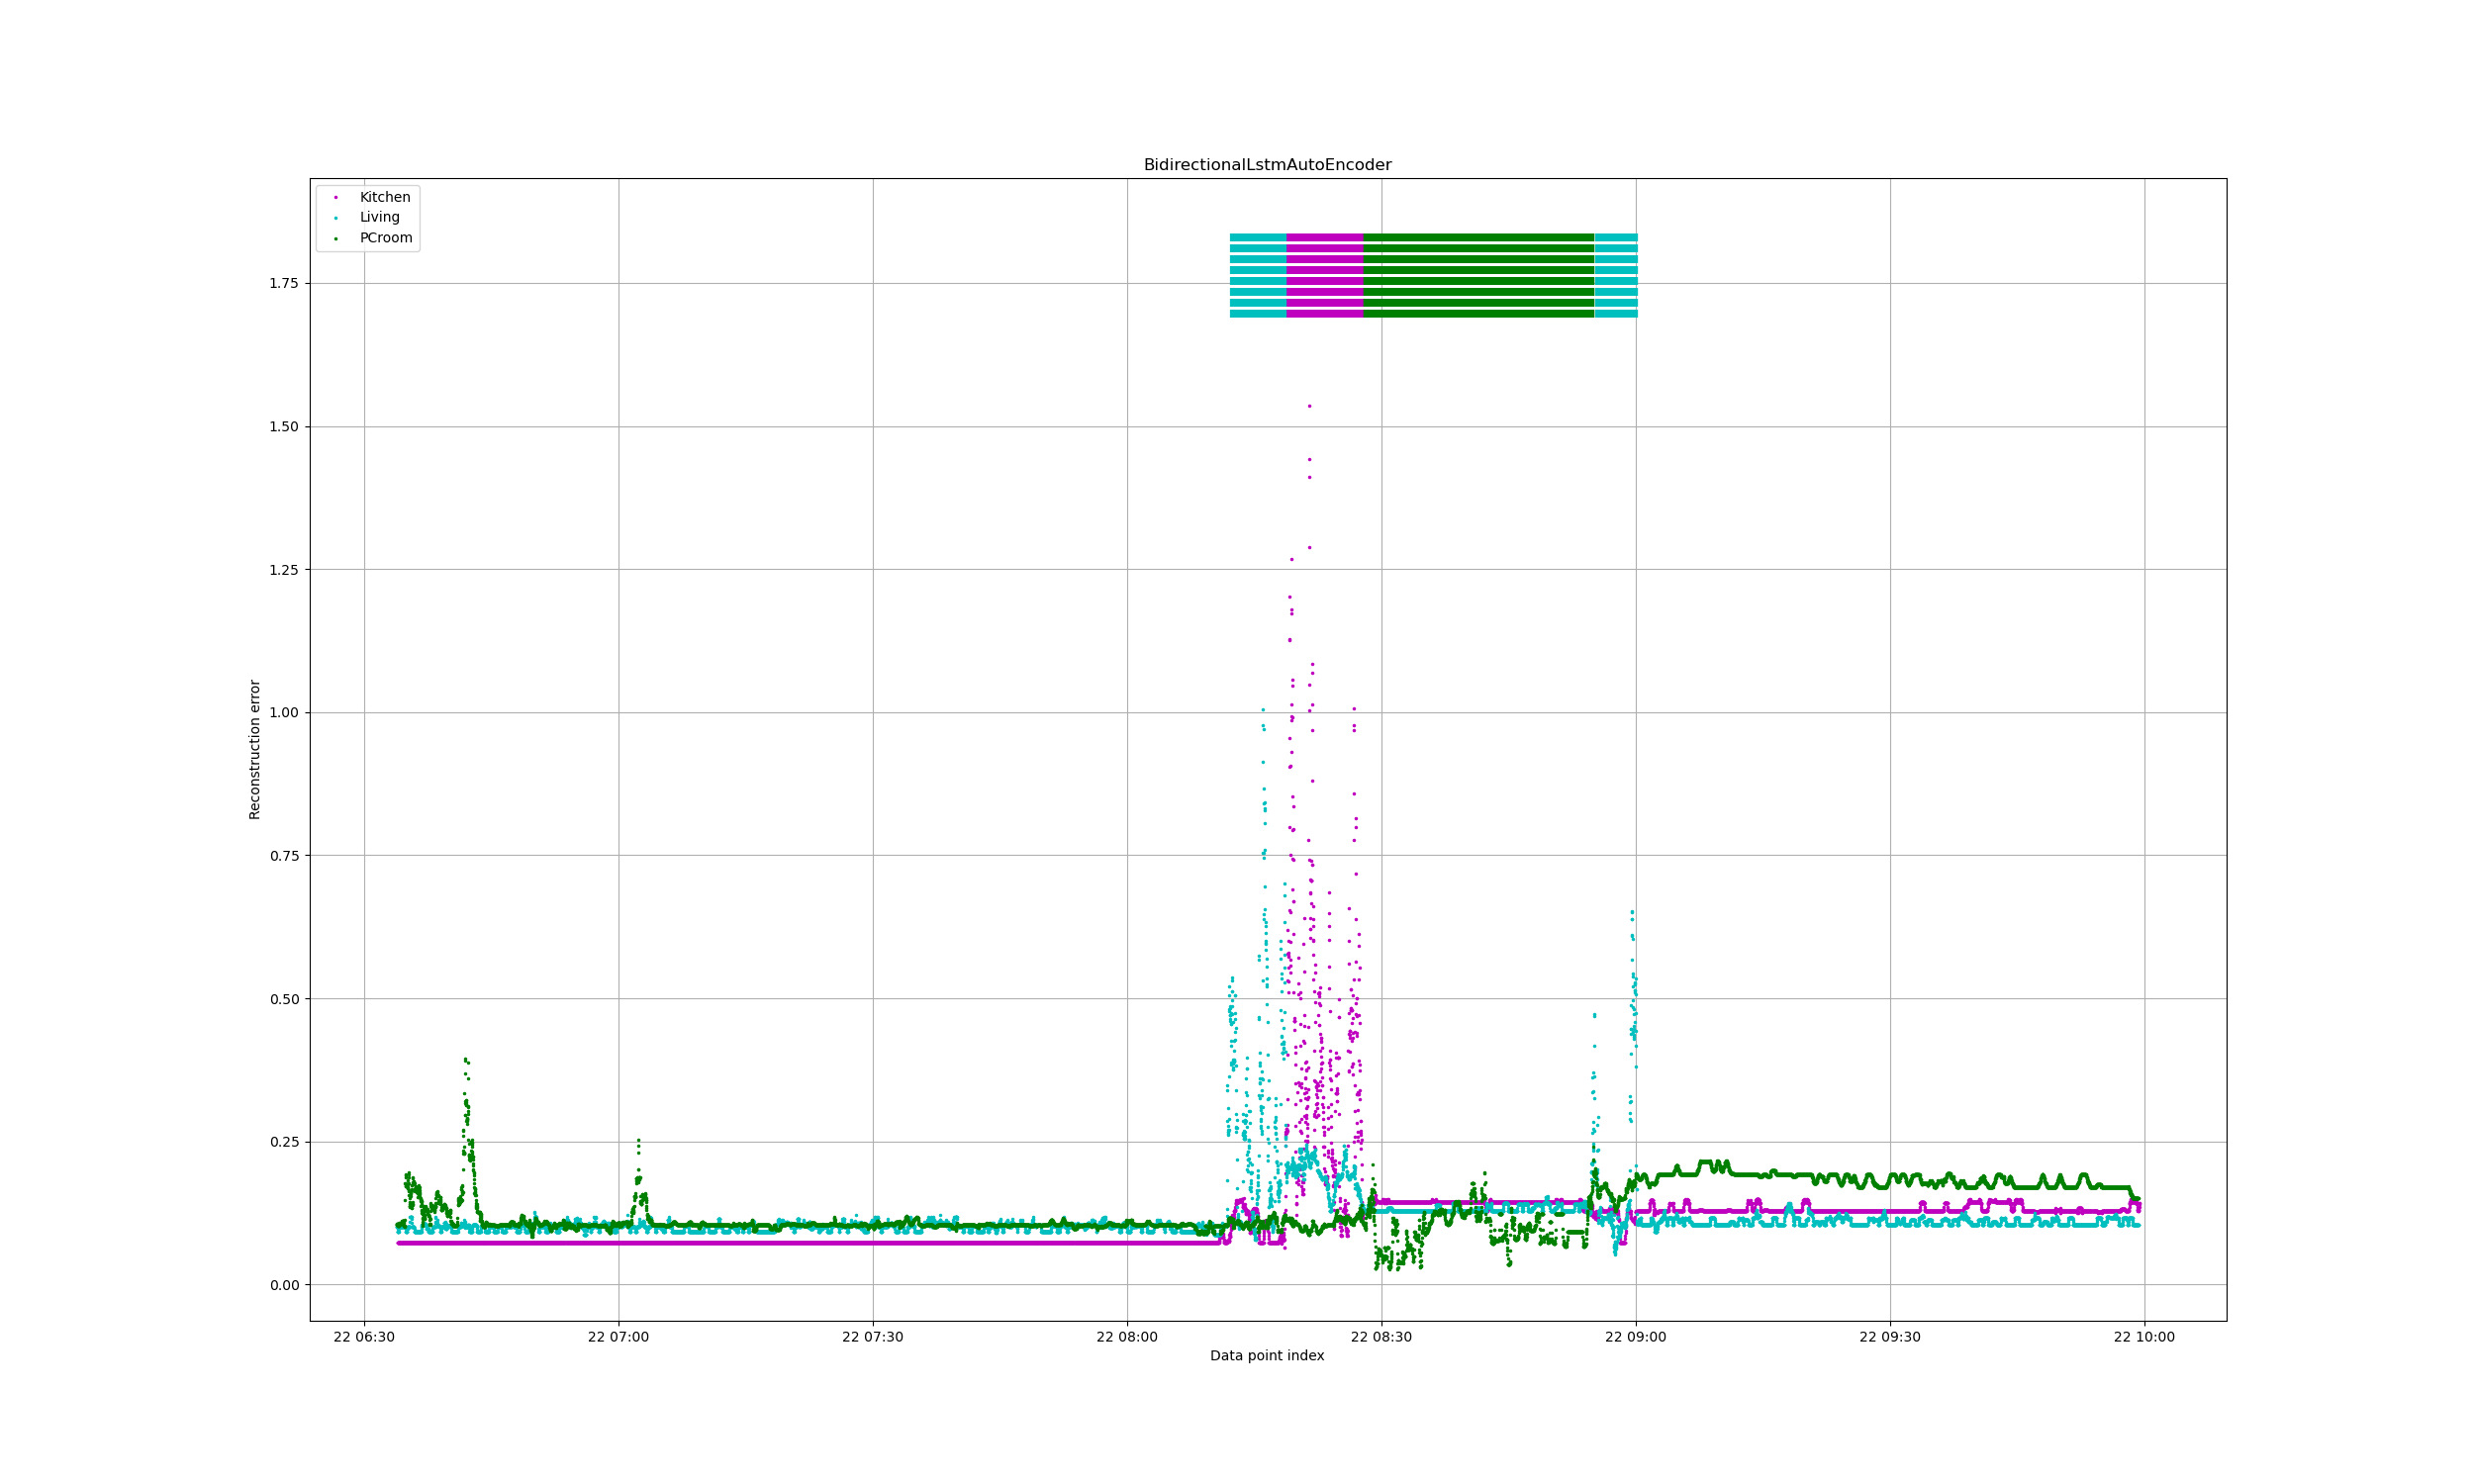 BidirectionalLstmAutoEncoder
Kitchen
Living
PCroom
1.75
1.50
1.25
1.00
0.75
0.50
0.25
0.00
Reconstruction error
22 06:30 22 07:00 22 07:30 22 08:00 22 08:30 22 09:00 22 09:30 22 10:00
Data point index